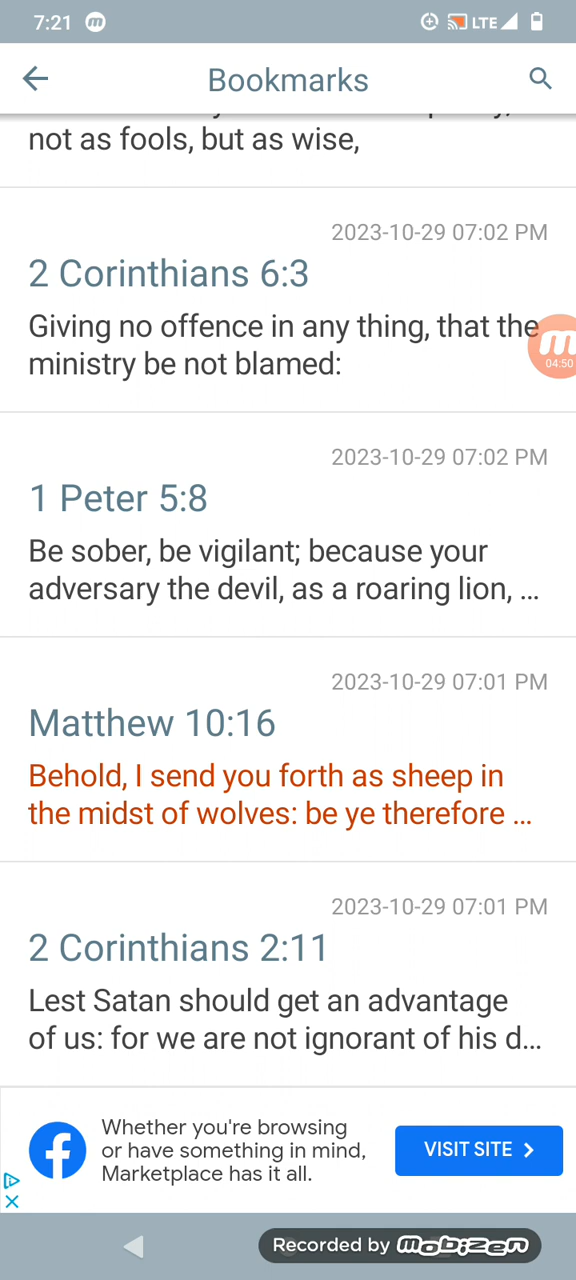 7:21 m LTE
Bookmarks
not as fools, but as wise,
2023-10-29 07:02 PM
2 Corinthians 6:3
Giving no offence in any thing, that the
ministry be not blamed:
m
04:50
2023-10-29 07:02 PM
1 Peter 5:8
Be sober, be vigilant; because your
adversary the devil, as a roaring lion, ...
2023-10-29 07:01 PM
Matthew 10:16
Behold, I send you forth as sheep in
the midst of wolves: be ye therefore ...
2023-10-29 07:01 PM
2 Corinthians 2:11
Lest Satan should get an advantage
of us: for we are not ignorant of his d...
Whether you're browsing
or have something in mind,
Marketplace has it all.
VISIT SITE
Recorded by mobizen